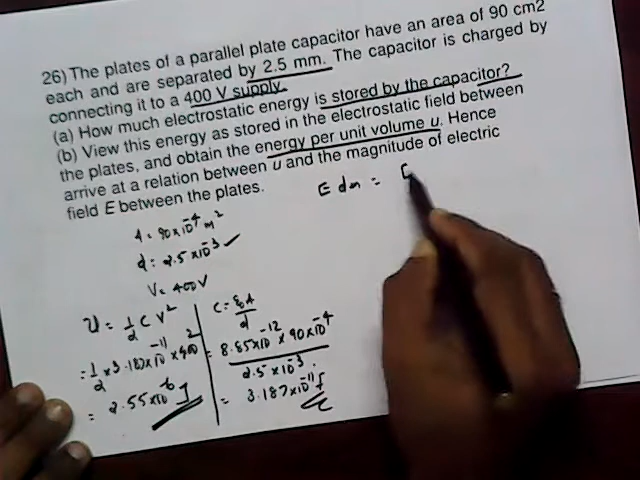 26) The plates of a parallel plate capacitor have an area of 90 cm2
each and are separated by 2.5 mm. The capacitor is charged by
connecting it to a 400 V supply.
(a) How much electrostatic energy is stored by the capacitor?
(b) View this energy as stored in the electrostatic field between
the plates, and obtain the energy per unit volume u. Hence
arrive at a relation between u and the magnitude of electric
field E between the plates.
E den = E
A = 90×10⁻⁴ m²
d = 2.5×10⁻³ ✓
V = 400V
U = 1/2 C V²
= 1/2 × 3.187×10⁻¹¹ × 400²
= 2.55×10⁻⁶ J
C = ε₀A/d
= 8.85×10⁻¹² × 90×10⁻⁴
2.5×10⁻³
= 3.187×10⁻¹¹ f